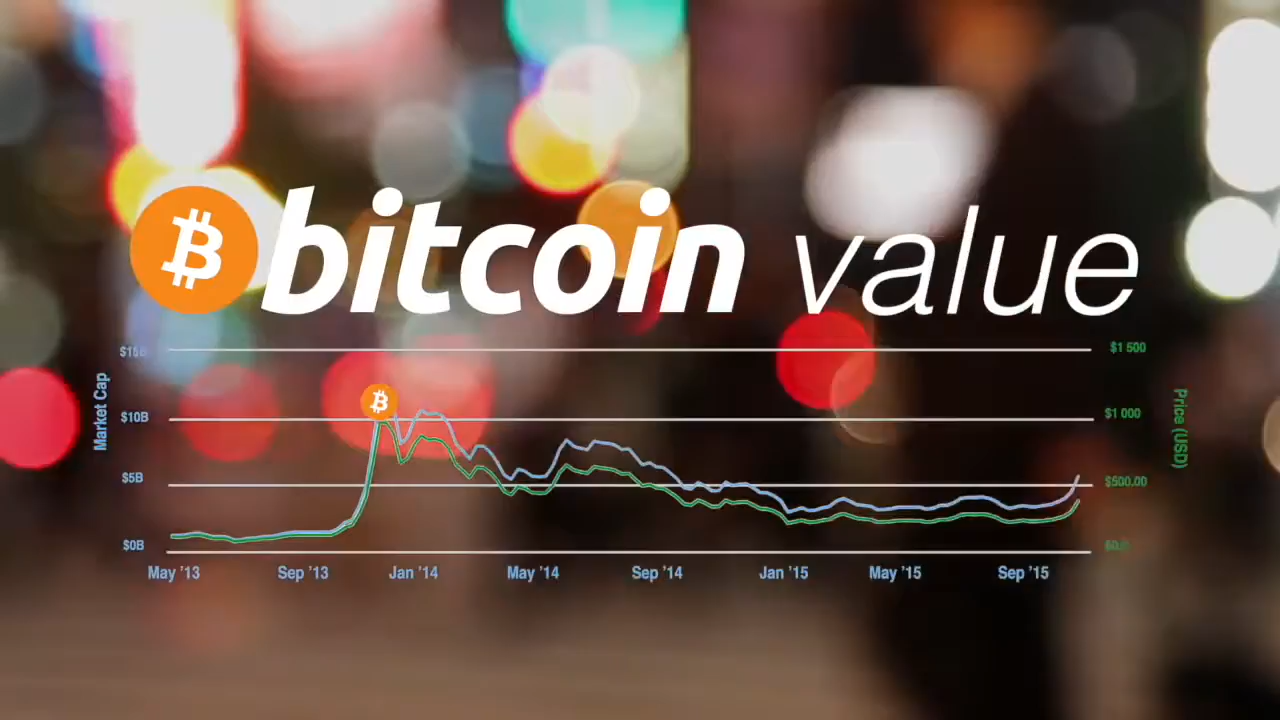 bitcoin value
$15B
$1 500
Market Cap
$10B
$1 000
Price (USD)
$5B
$500.00
$0B
May ’13
Sep ’13
Jan ’14
May ’14
Sep ’14
Jan ’15
May ’15
Sep ’15